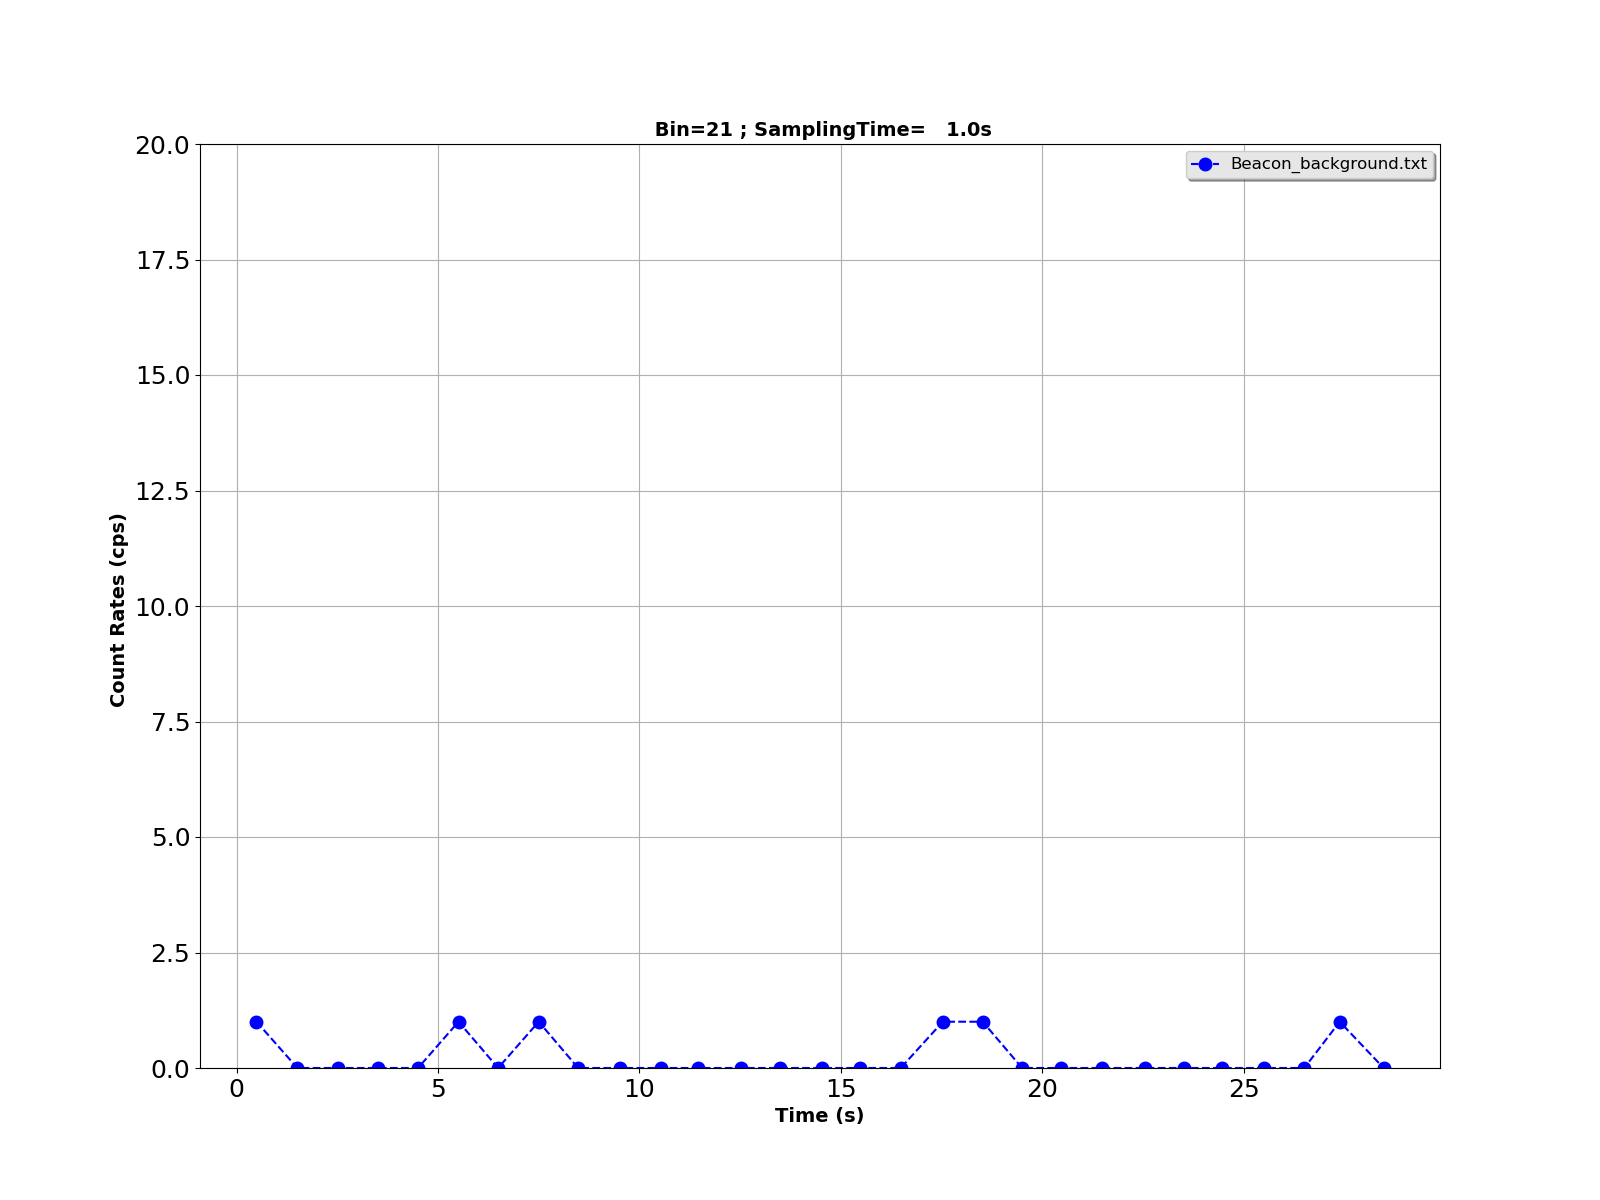 Bin=21 ; SamplingTime=   1.0s
Beacon_background.txt
20.0
17.5
15.0
12.5
10.0
7.5
5.0
2.5
0.0
Count Rates (cps)
0 5 10 15 20 25
Time (s)